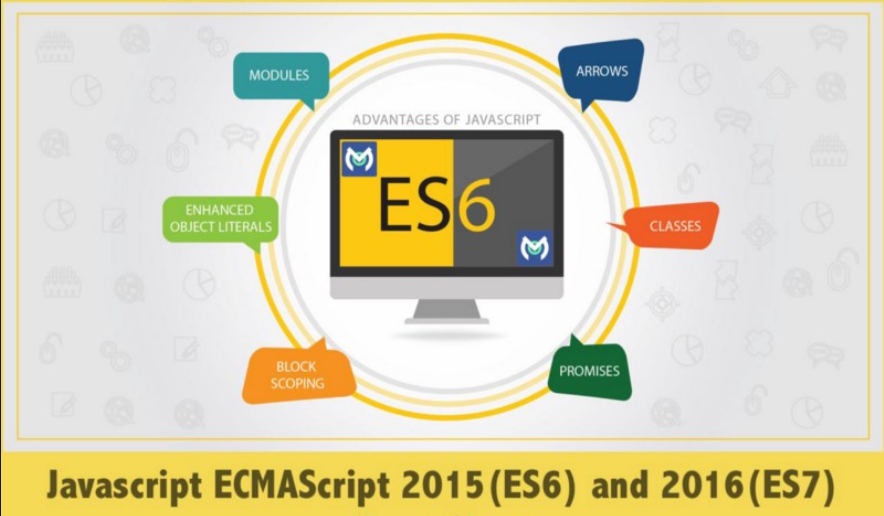 MODULES
ARROWS
ADVANTAGES OF JAVASCRIPT
ES6
ENHANCED
OBJECT LITERALS
CLASSES
BLOCK
SCOPING
PROMISES
Javascript ECMAScript 2015(ES6) and 2016(ES7)